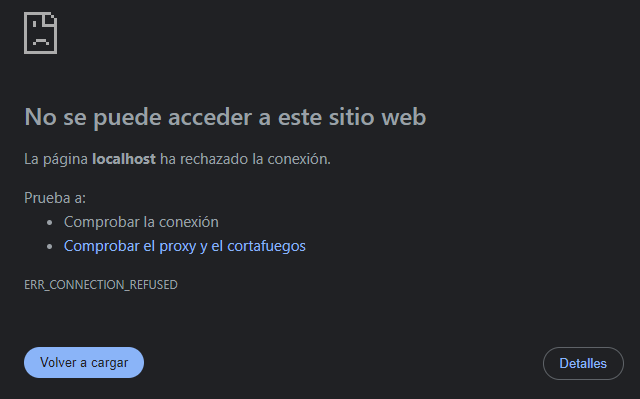 No se puede acceder a este sitio web
La página localhost ha rechazado la conexión.
Prueba a:
• Comprobar la conexión
• Comprobar el proxy y el cortafuegos
ERR_CONNECTION_REFUSED
Volver a cargar
Detalles